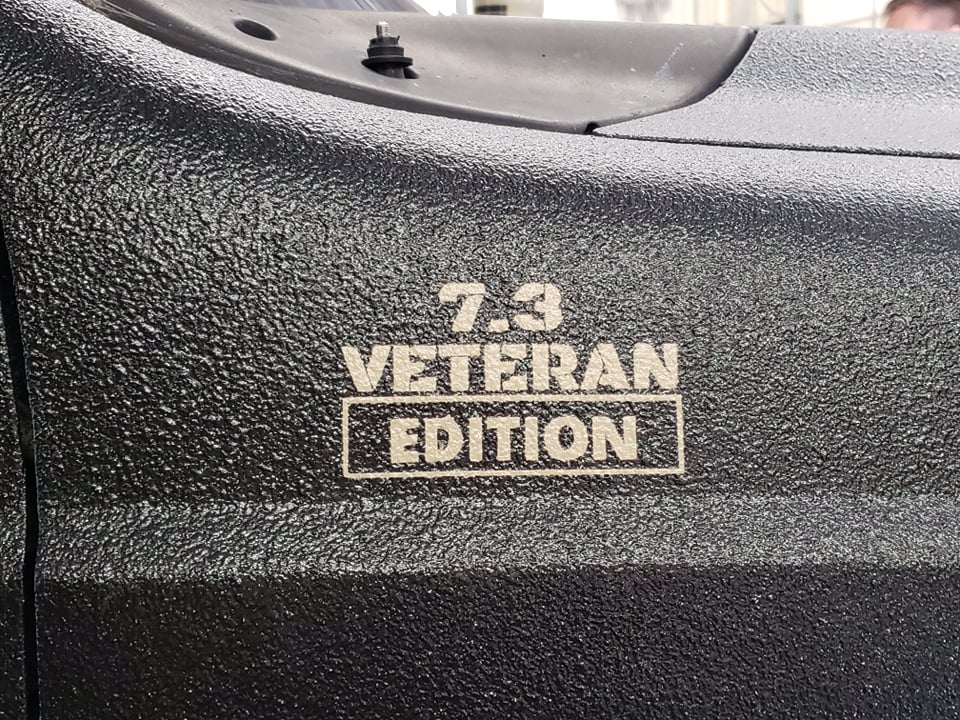 7.3
VETERAN
EDITION